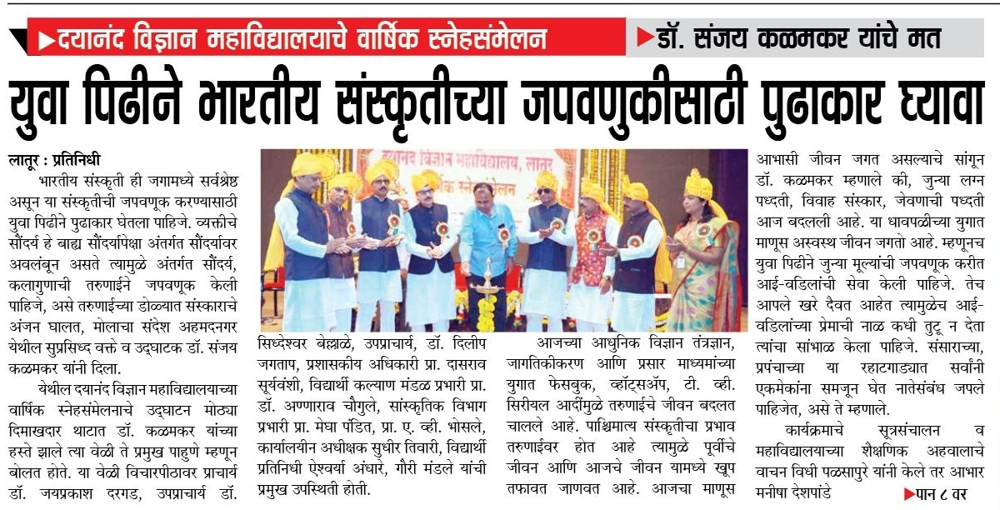 ▶दयानंद विज्ञान महाविद्यालयाचे वार्षिक स्नेहसंमेलन
▶डॉ. संजय कळमकर यांचे मत
युवा पिढीने भारतीय संस्कृतीच्या जपवणुकीसाठी पुढाकार घ्यावा
लातूर : प्रतिनिधी
भारतीय संस्कृती ही जगामध्ये सर्वश्रेष्ठ
असून या संस्कृतीची जपवणूक करण्यासाठी
युवा पिढीने पुढाकार घेतला पाहिजे. व्यक्तीचे
सौंदर्य हे बाह्य सौंदर्यापेक्षा अंतर्गत सौंदर्यावर
अवलंबून असते त्यामुळे अंतर्गत सौंदर्य,
कलागुणाची तरुणाईने जपवणूक केली
पाहिजे, असे तरुणाईच्या डोळ्यात संस्काराचे
अंजन घालत, मोलाचा संदेश अहमदनगर
येथील सुप्रसिध्द वक्ते व उद्घाटक डॉ. संजय
कळमकर यांनी दिला.
येथील दयानंद विज्ञान महाविद्यालयाच्या
वार्षिक स्नेहसंमेलनाचे उद्घाटन मोठ्या
दिमाखदार थाटात डॉ. कळमकर यांच्या
हस्ते झाले त्या वेळी ते प्रमुख पाहुणे म्हणून
बोलत होते. या वेळी विचारपीठावर प्राचार्य
डॉ. जयप्रकाश दरगड, उपप्राचार्य डॉ.
दयानंद विज्ञान महाविद्यालय, लातूर
स्नेहसंमेलन
सिध्देश्वर बेल्लाळे, उपप्राचार्य, डॉ. दिलीप
जगताप, प्रशासकीय अधिकारी प्रा. दासराव
सूर्यवंशी, विद्यार्थी कल्याण मंडळ प्रभारी प्रा.
डॉ. अण्णाराव चौगुले, सांस्कृतिक विभाग
प्रभारी प्रा. मेघा पंडित, प्रा. ए. व्ही. भोसले,
कार्यालयीन अधीक्षक सुधीर तिवारी, विद्यार्थी
प्रतिनिधी ऐश्वर्या अंधारे, गौरी मंडले यांची
प्रमुख उपस्थिती होती.
आजच्या आधुनिक विज्ञान तंत्रज्ञान,
जागतिकीकरण आणि प्रसार माध्यमांच्या
युगात फेसबुक, व्हॉट्सॲप, टी. व्ही.
सिरीयल आदींमुळे तरुणाईचे जीवन बदलत
चालले आहे. पाश्चिमात्य संस्कृतीचा प्रभाव
तरुणाईवर होत आहे त्यामुळे पूर्वीचे
जीवन आणि आजचे जीवन यामध्ये खूप
तफावत जाणवत आहे. आजचा माणूस
आभासी जीवन जगत असल्याचे सांगून
डॉ. कळमकर म्हणाले की, जुन्या लग्न
पध्दती, विवाह संस्कार, जेवणाची पध्दती
आज बदलली आहे. या धावपळीच्या युगात
माणूस अस्वस्थ जीवन जगतो आहे. म्हणूनच
युवा पिढीने जुन्या मूल्यांची जपवणूक करीत
आई-वडिलांची सेवा केली पाहिजे. तेच
आपले खरे दैवत आहेत त्यामुळेच आई-
वडिलांच्या प्रेमाची नाळ कधी तुटू न देता
त्यांचा सांभाळ केला पाहिजे. संसाराच्या,
प्रपंचाच्या या रहाटगाड्यात सर्वांनी
एकमेकांना समजून घेत नातेसंबंध जपले
पाहिजेत, असे ते म्हणाले.
कार्यक्रमाचे सूत्रसंचालन व
महाविद्यालयाच्या शैक्षणिक अहवालाचे
वाचन विधी पळसापुरे यांनी केले तर आभार
मनीषा देशपांडे ▶पान ८ वर